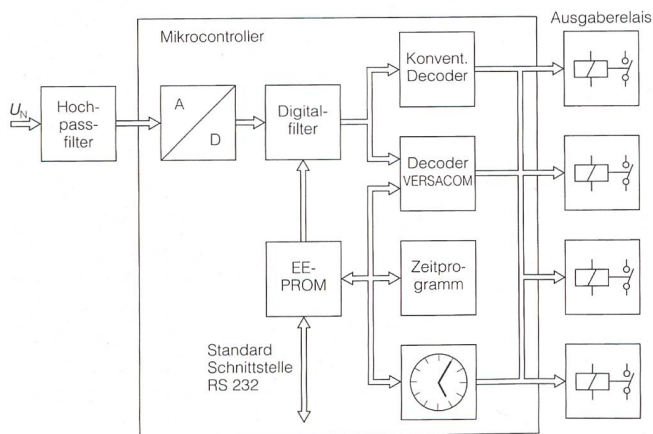 Ausgaberelais
Mikrocontroller
Konvent.
Decoder
U_N
Hoch-
pass-
filter
A
D
Digital-
filter
Decoder
VERSACOM
EE-
PROM
Zeitpro-
gramm
Standard
Schnittstelle
RS 232